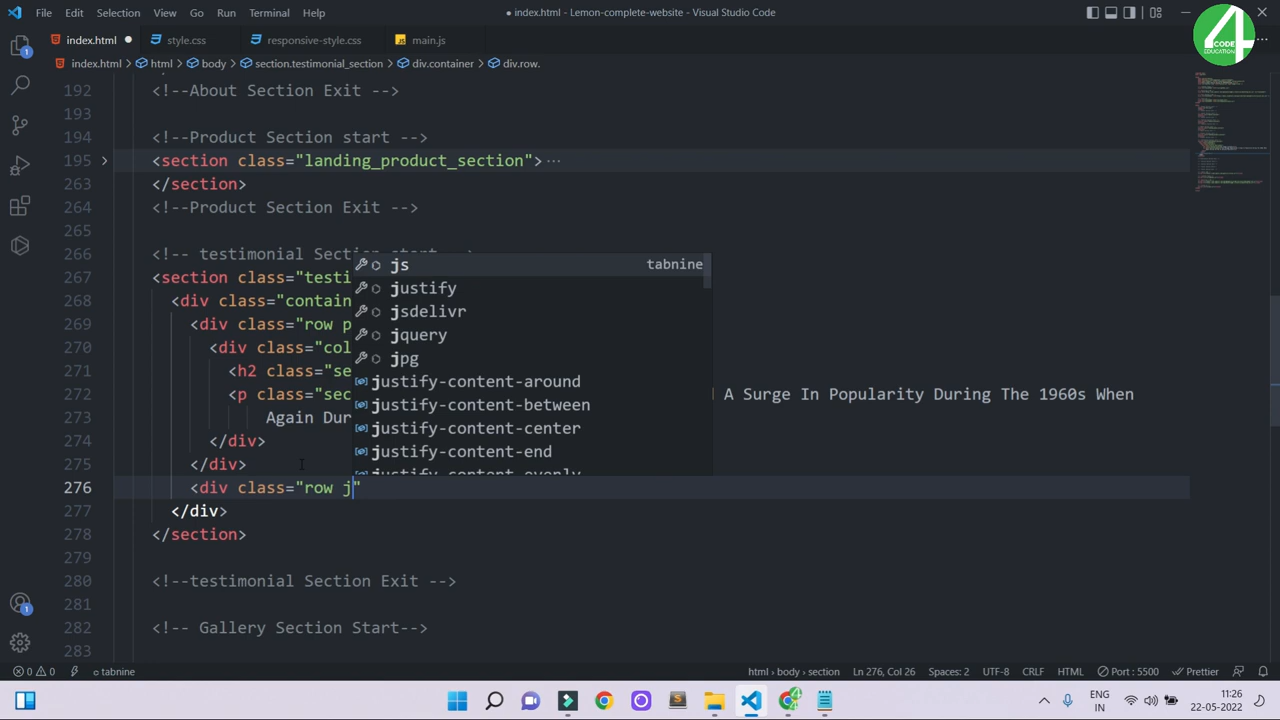 File Edit Selection View Go Run Terminal Help
● index.html - Lemon-complete-website - Visual Studio Code
4
CODE
EDUCATION
index.html ● style.css responsive-style.css main.js
index.html > html > body > section.testimonial_section > div.container > div.row.
192 <!--About Section Exit -->
193
194 <!--Product Section Start -->
195 <section class="landing_product_section"> ...
263 </section>
264 <!--Product Section Exit -->
265
266 <!-- testimonial Section start
267 <section class="testi
268 <div class="contain
269 <div class="row p
270 <div class="col
271 <h2 class="se
272 <p class="sec A Surge In Popularity During The 1960s When
273 Again Dur
274 </div>
275 </div>
276 <div class="row j"
277 </div>
278 </section>
279
280 <!--testimonial Section Exit -->
281
282 <!-- Gallery Section Start-->
283
js tabnine
justify
jsdelivr
jquery
jpg
justify-content-around
justify-content-between
justify-content-center
justify-content-end
justify-content-evenly
1
1
0 0 tabnine
html > body > section Ln 276, Col 26 Spaces: 2 UTF-8 CRLF HTML Port : 5500 Prettier
ENG
IN
11:26
22-05-2022